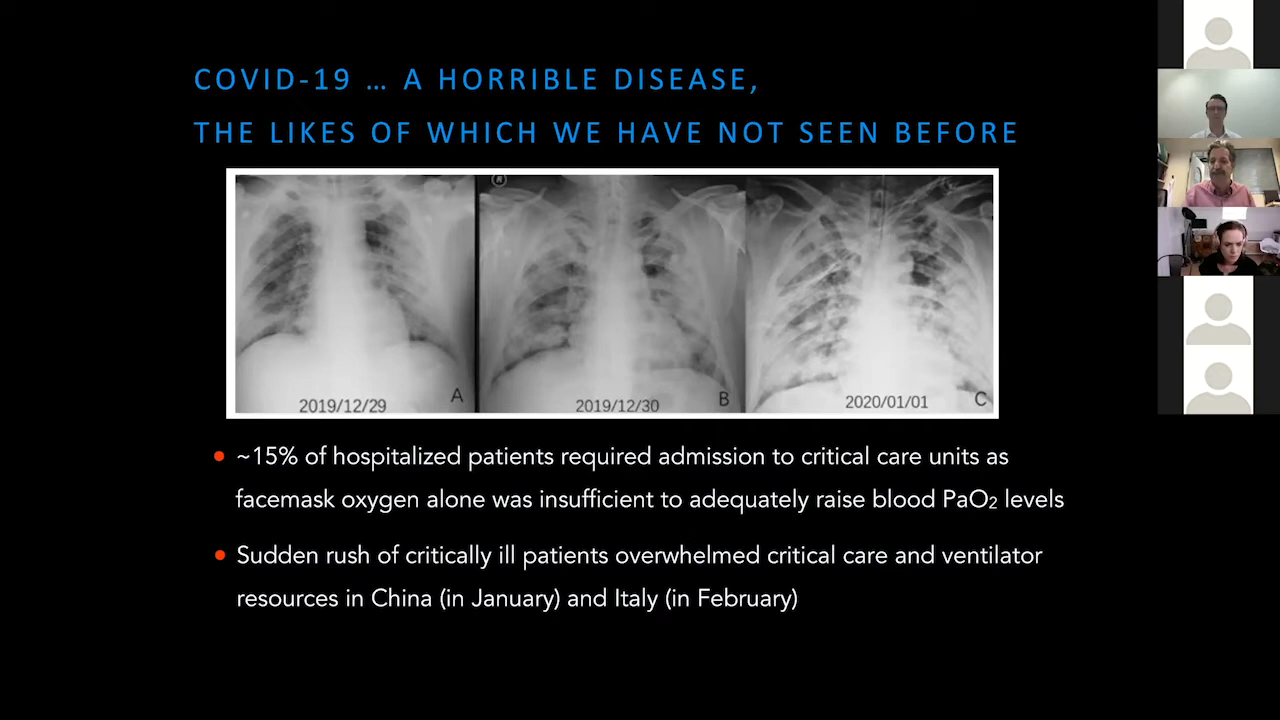 COVID-19 … A HORRIBLE DISEASE,
THE LIKES OF WHICH WE HAVE NOT SEEN BEFORE
R
2019/12/29
A
2019/12/30
B
2020/01/01
C
• ~15% of hospitalized patients required admission to critical care units as
facemask oxygen alone was insufficient to adequately raise blood PaO₂ levels
• Sudden rush of critically ill patients overwhelmed critical care and ventilator
resources in China (in January) and Italy (in February)